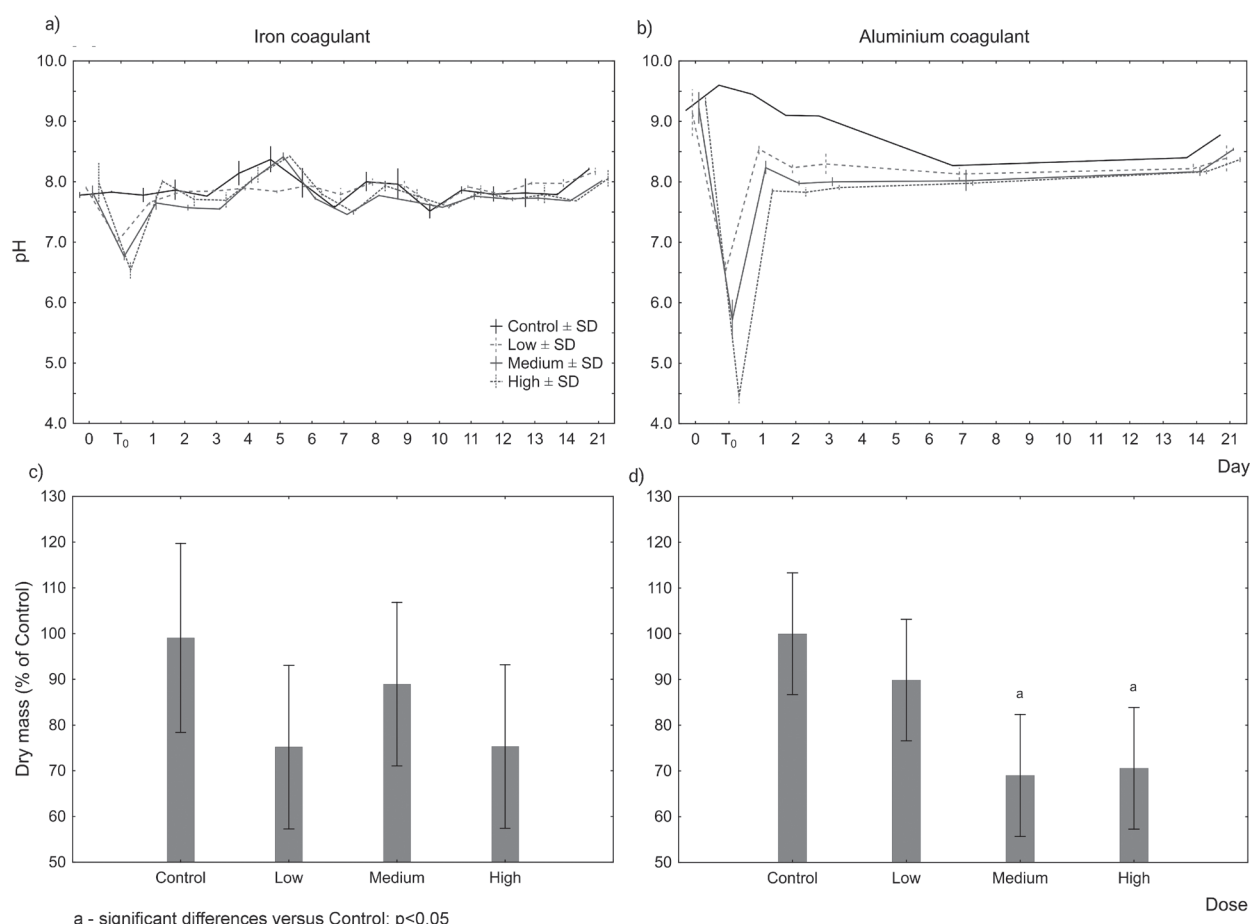 a)
Iron coagulant
b)
Aluminium coagulant
10.0
9.0
8.0
7.0
6.0
5.0
4.0
pH
Control ± SD
Low ± SD
Medium ± SD
High ± SD
0 T0 1 2 3 4 5 6 7 8 9 10 11 12 13 14 21
10.0
9.0
8.0
7.0
6.0
5.0
4.0
0 T0 1 2 3 4 6 7 8 9 10 11 12 12 13 14 21
Day
c)
130
120
110
100
90
80
70
60
50
Dry mass (% of Control)
Control Low Medium High
d)
130
120
110
100
90
80
70
60
50
a a
Control Low Medium High
Dose
a - significant differences versus Control; p<0.05